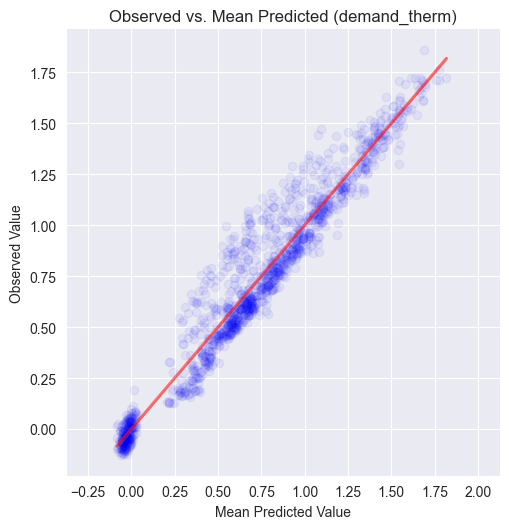 Observed vs. Mean Predicted (demand_therm)
Observed Value
1.75
1.50
1.25
1.00
0.75
0.50
0.25
0.00
-0.25 0.00 0.25 0.50 0.75 1.00 1.25 1.50 1.75 2.00
Mean Predicted Value